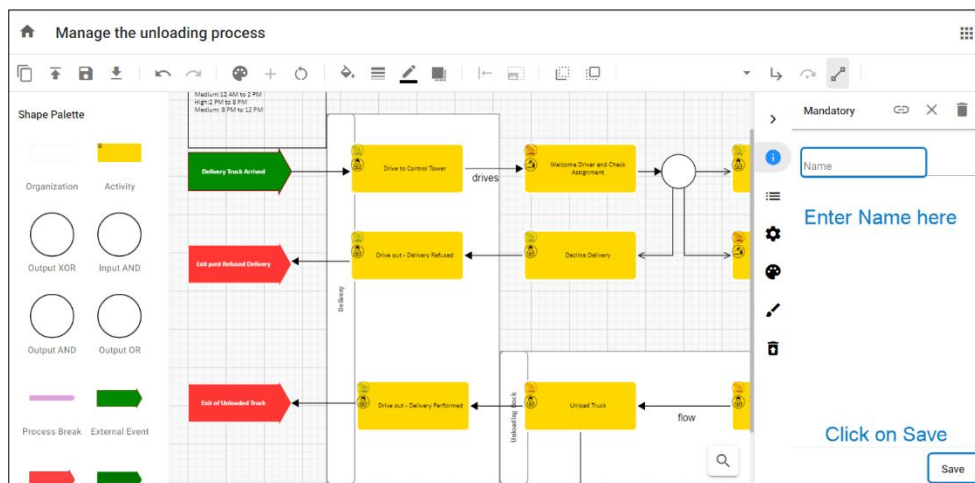 Manage the unloading process
Shape Palette
Organization
Activity
Output XOR
Input AND
Output AND
Output OR
Process Break
External Event
Medium:12 AM to 2 PM
High:2 PM to 8 PM
Medium: 8 PM to 12 PM
Delivery Truck Arrived
Drive to Control Tower
drives
Welcome Driver and Check
Assignment
Exit post Refused Delivery
Drive out - Delivery Refused
Decline Delivery
Delivery
Exit of Unloaded Truck
Drive out - Delivery Performed
Unloading Dock
Unload Truck
flow
Mandatory
Name
Enter Name here
Click on Save
Save